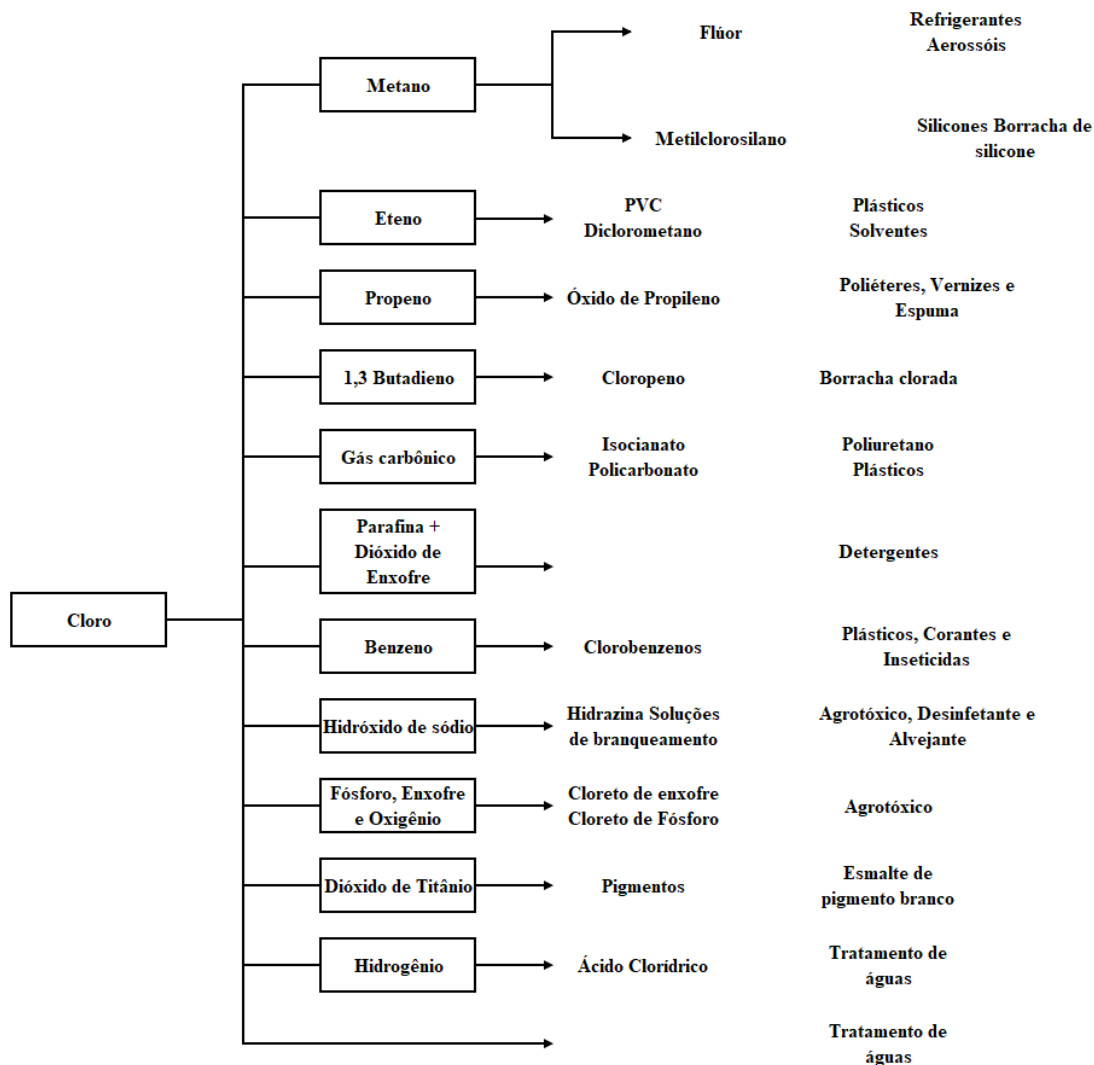 Flúor
Refrigerantes
Aerossóis
Metano
Metilclorosilano
Silicones Borracha de
silicone
Eteno
PVC
Diclorometano
Plásticos
Solventes
Propeno
Óxido de Propileno
Poliéteres, Vernizes e
Espuma
1,3 Butadieno
Cloropeno
Borracha clorada
Gás carbônico
Isocianato
Policarbonato
Poliuretano
Plásticos
Parafina +
Dióxido de
Enxofre
Detergentes
Cloro
Benzeno
Clorobenzenos
Plásticos, Corantes e
Inseticidas
Hidróxido de sódio
Hidrazina Soluções
de branqueamento
Agrotóxico, Desinfetante e
Alvejante
Fósforo, Enxofre
e Oxigênio
Cloreto de enxofre
Cloreto de Fósforo
Agrotóxico
Dióxido de Titânio
Pigmentos
Esmalte de
pigmento branco
Hidrogênio
Ácido Clorídrico
Tratamento de
águas
Tratamento de
águas